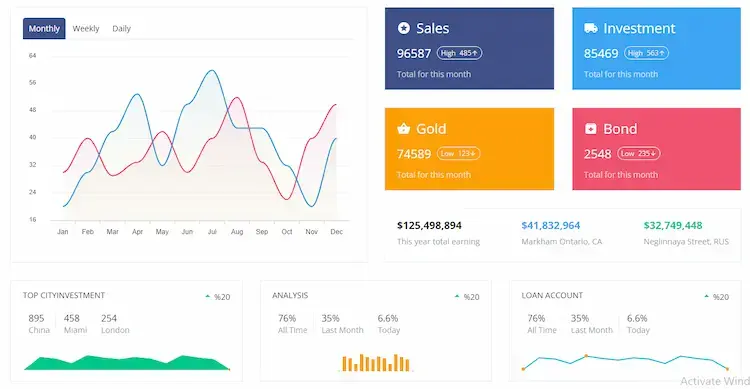 Monthly Weekly Daily
64
56
48
40
32
24
16
Jan Feb Mar Apr May Jun Jul Aug Sep Oct Nov Dec
Sales
96587 High 485↑
Total for this month
Investment
85469 High 563↑
Total for this month
Gold
74589 Low 123↓
Total for this month
Bond
2548 Low 235↓
Total for this month
$125,498,894
This year total earning
$41,832,964
Markham Ontario, CA
$32,749,448
Neglinnaya Street, RUS
TOP CITYINVESTMENT %20
895 458 254
China Miami London
ANALYSIS %20
76% 35% 6.6%
All Time Last Month Today
LOAN ACCOUNT %20
76% 35% 6.6%
All Time Last Month Today
Activate Wind